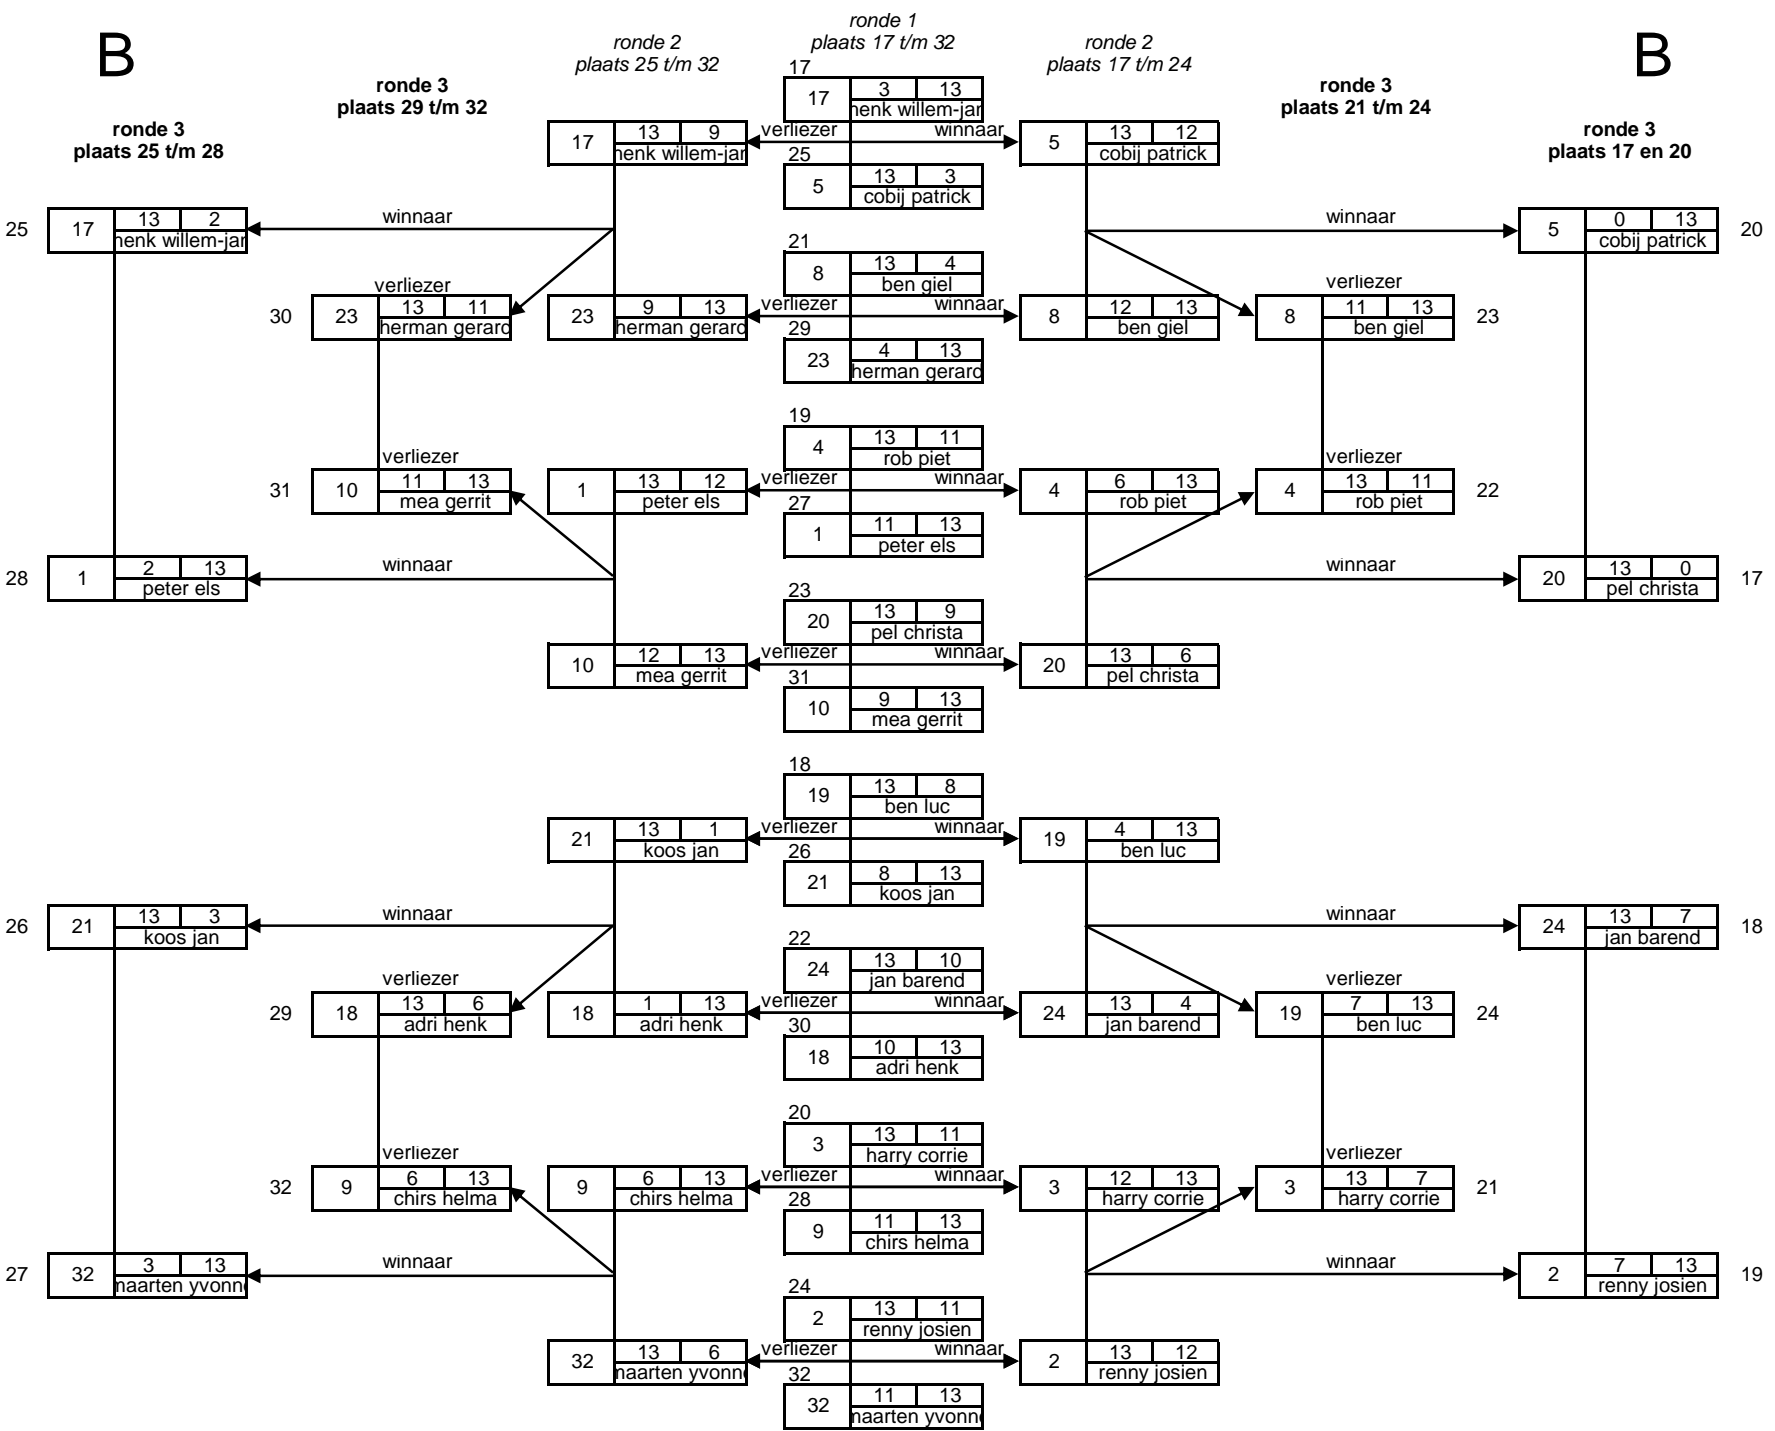 B
B
ronde 1
plaats 17 t/m 32
ronde 2
plaats 25 t/m 32
ronde 2
plaats 17 t/m 24
ronde 3
plaats 29 t/m 32
ronde 3
plaats 21 t/m 24
ronde 3
plaats 25 t/m 28
ronde 3
plaats 17 en 20
17
17 3 13
henk willem-jan
17 13 9
henk willem-jan
verliezer winnaar
5 13 12
cobij patrick
25
5 13 3
cobij patrick
25 17 13 2
henk willem-jan
winnaar
winnaar
5 0 13 20
cobij patrick
21
8 13 4
ben giel
verliezer
verliezer
30 23 13 11
herman gerard
23 9 13
herman gerard
verliezer winnaar
8 12 13
ben giel
8 11 13 23
ben giel
29
23 4 13
herman gerard
19
4 13 11
rob piet
verliezer
verliezer
31 10 11 13
mea gerrit
1 13 12
peter els
verliezer winnaar
4 6 13
rob piet
4 13 11 22
rob piet
27
1 11 13
peter els
28 1 2 13
peter els
winnaar
winnaar
20 13 0 17
pel christa
23
20 13 9
pel christa
10 12 13
mea gerrit
verliezer winnaar
20 13 6
pel christa
31
10 9 13
mea gerrit
18
19 13 8
ben luc
21 13 1
koos jan
verliezer winnaar
19 4 13
ben luc
26
21 8 13
koos jan
26 21 13 3
koos jan
winnaar
winnaar
24 13 7 18
jan barend
22
24 13 10
jan barend
verliezer
verliezer
29 18 13 6
adri henk
18 1 13
adri henk
verliezer winnaar
24 13 4
jan barend
19 7 13 24
ben luc
30
18 10 13
adri henk
20
3 13 11
harry corrie
verliezer
verliezer
32 9 6 13
chirs helma
9 6 13
chirs helma
verliezer winnaar
3 12 13
harry corrie
3 13 7 21
harry corrie
28
9 11 13
chirs helma
27 32 3 13
maarten yvonne
winnaar
winnaar
2 7 13 19
renny josien
24
2 13 11
renny josien
32 13 6
maarten yvonne
verliezer winnaar
2 13 12
renny josien
32
32 11 13
maarten yvonne